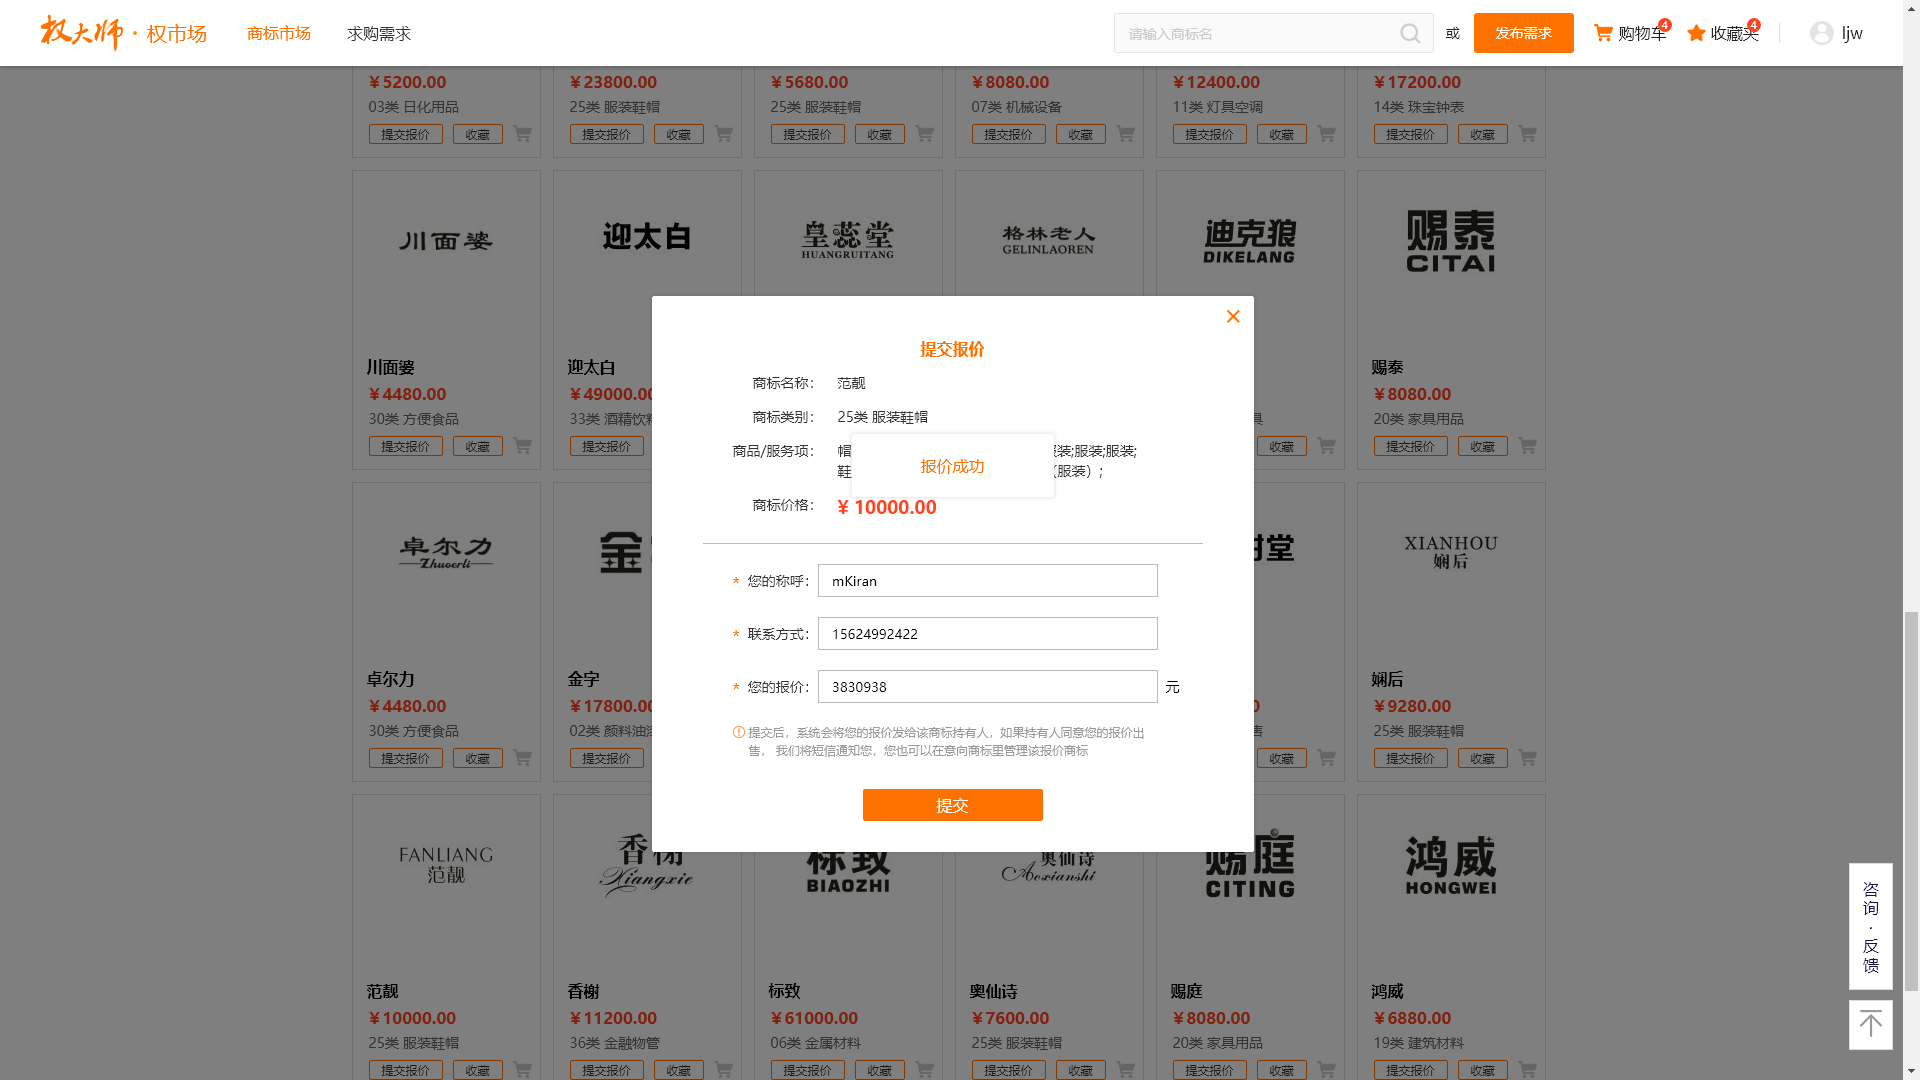 权大师·权市场 商标市场 求购需求 请输入商标名 或 发布需求 购物车 4 收藏夹 4 ljw
￥5200.00 ￥23800.00 ￥5680.00 ￥8080.00 ￥12400.00 ￥17200.00
03类 日化用品 25类 服装鞋帽 25类 服装鞋帽 07类 机械设备 11类 灯具空调 14类 珠宝钟表
提交报价 收藏 提交报价 收藏 提交报价 收藏 提交报价 收藏 提交报价 收藏 提交报价 收藏
川面婆 迎太白 皇蕊堂 格林老人 迪克狼 赐泰
HUANGRUITANG GELINLAOREN DIKELANG CITAI
川面婆 迎太白 赐泰
￥4480.00 ￥49000.00 ￥8080.00
30类 方便食品 33类 酒精饮料 具 20类 家具用品
提交报价 收藏 提交报价 收藏 提交报价 收藏
提交报价
商标名称： 范靓
商标类别： 25类 服装鞋帽
商品/服务项： 帽 服装;服装;服装;
鞋 （服装）;
报价成功
商标价格： ¥ 10000.00
* 您的称呼： mKiran
* 联系方式： 15624992422
* 您的报价： 3830938 元
提交后，系统会将您的报价发给该商标持有人，如果持有人同意您的报价出
售， 我们将短信通知您，您也可以在意向商标里管理该报价商标
提交
卓尔力 金 堂 XIANHOU
Zhuoerli 娴后
卓尔力 金字 娴后
￥4480.00 ￥17800.00 0 ￥9280.00
30类 方便食品 02类 颜料油漆 售 25类 服装鞋帽
提交报价 收藏 提交报价 收藏 提交报价 收藏
FANLIANG 香榭 标致 奥仙诗 赐庭 鸿威
范靓 Xiangxie BIAOZHI Aoxianshi CITING HONGWEI
范靓 香榭 标致 奥仙诗 赐庭 鸿威
￥10000.00 ￥11200.00 ￥61000.00 ￥7600.00 ￥8080.00 ￥6880.00
25类 服装鞋帽 36类 金融物管 06类 金属材料 25类 服装鞋帽 20类 家具用品 19类 建筑材料
提交报价 收藏 提交报价 收藏 提交报价 收藏 提交报价 收藏 提交报价 收藏 提交报价 收藏
咨询·反馈